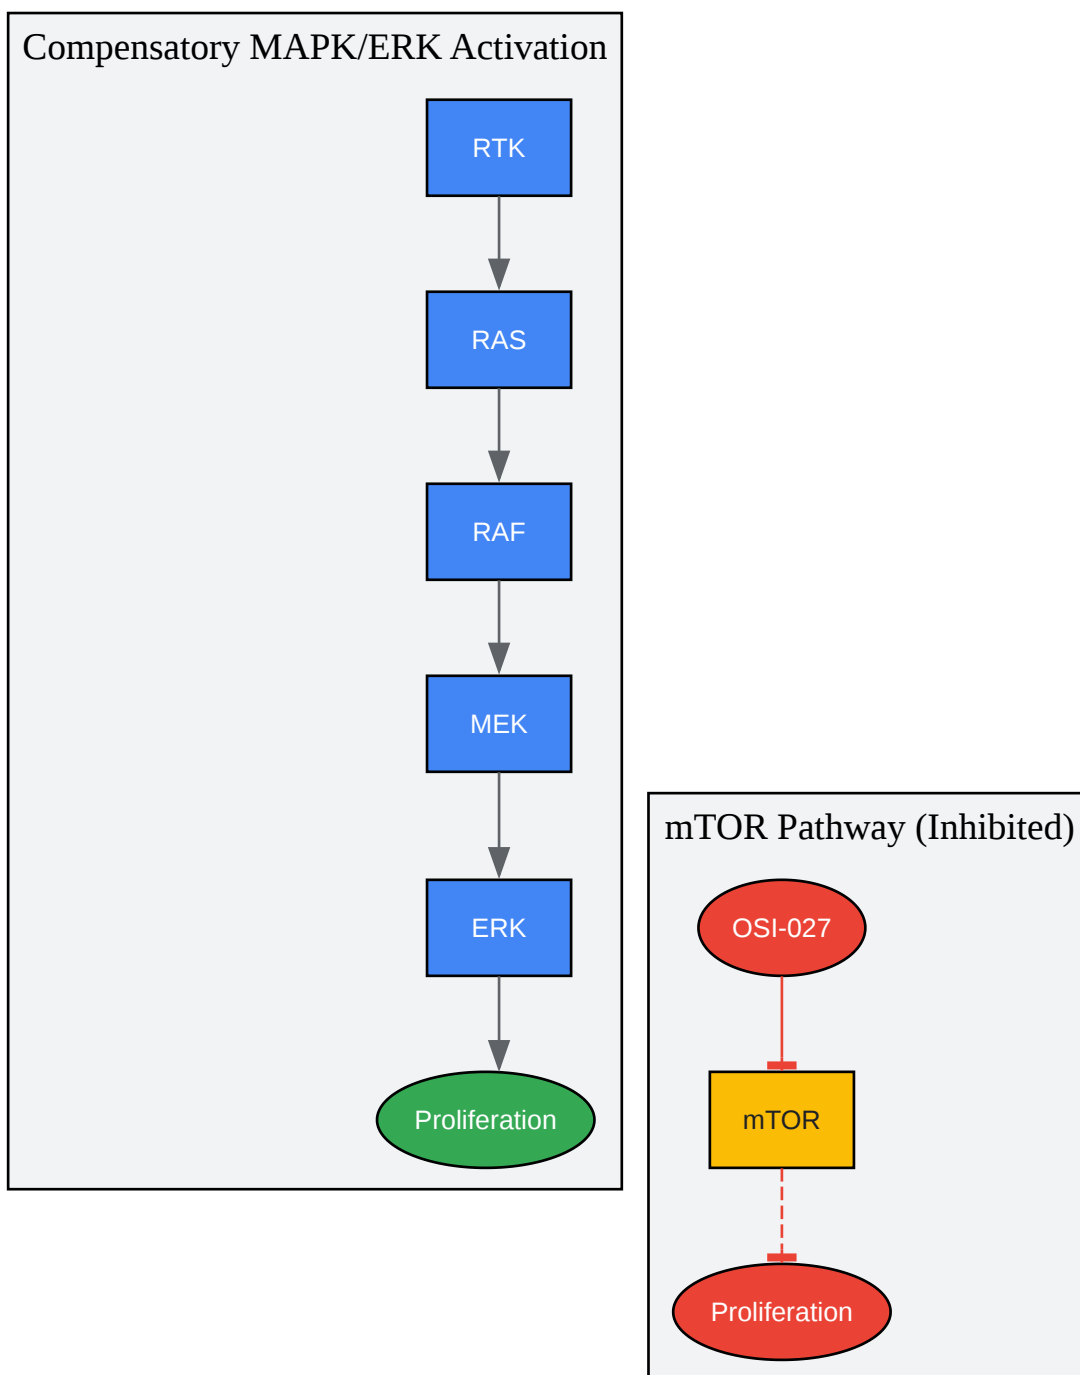 Compensatory MAPK/ERK Activation
RTK
RAS
RAF
MEK
ERK
Proliferation
mTOR Pathway (Inhibited)
OSI-027
mTOR
Proliferation